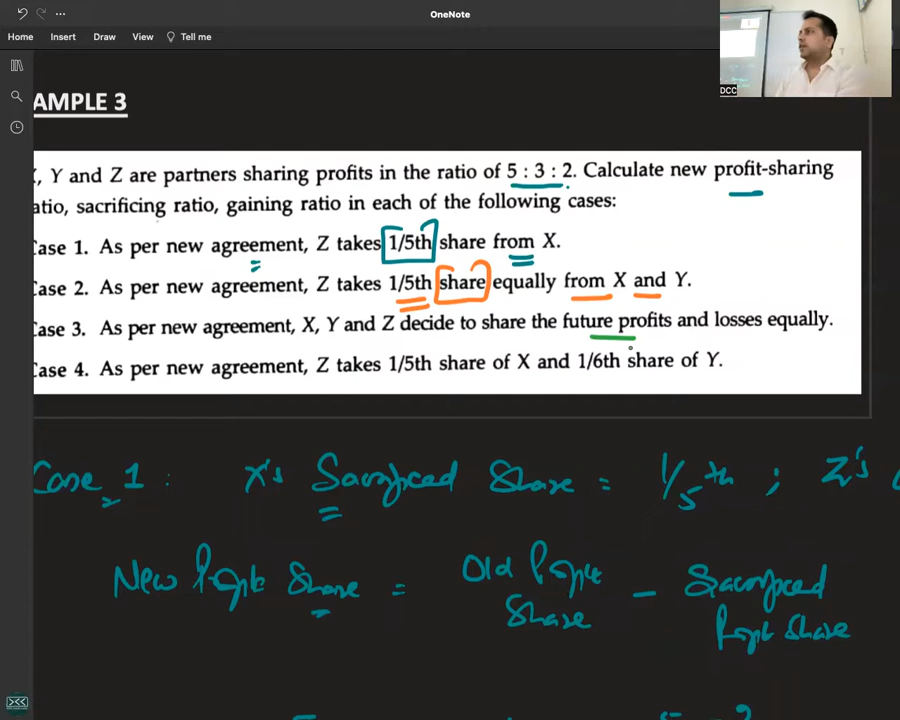 OneNote
Home Insert Draw View Tell me
DCC
AMPLE 3
, Y and Z are partners sharing profits in the ratio of 5 : 3 : 2. Calculate new profit-sharing
atio, sacrificing ratio, gaining ratio in each of the following cases:
Case 1. As per new agreement, Z takes 1/5th share from X.
Case 2. As per new agreement, Z takes 1/5th share equally from X and Y.
Case 3. As per new agreement, X, Y and Z decide to share the future profits and losses equally.
Case 4. As per new agreement, Z takes 1/5th share of X and 1/6th share of Y.
Case 1 : X's Sacrificed Share = 1/5th ; Z's
New Profit Share = Old Profit Share - Sacrificed Profit Share